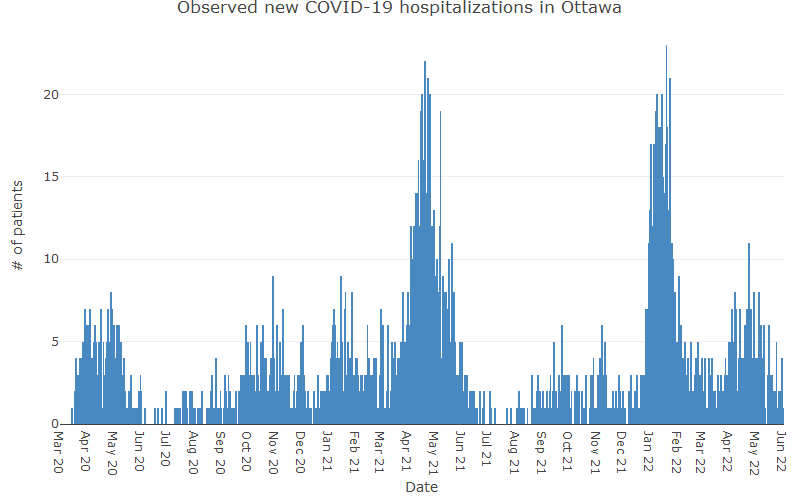 Observed new COVID-19 hospitalizations in Ottawa
# of patients
20
15
10
5
0
Mar 20
Apr 20
May 20
Jun 20
Jul 20
Aug 20
Sep 20
Oct 20
Nov 20
Dec 20
Jan 21
Feb 21
Mar 21
Apr 21
May 21
Jun 21
Jul 21
Aug 21
Sep 21
Oct 21
Nov 21
Dec 21
Jan 22
Feb 22
Mar 22
Apr 22
May 22
Jun 22
Date